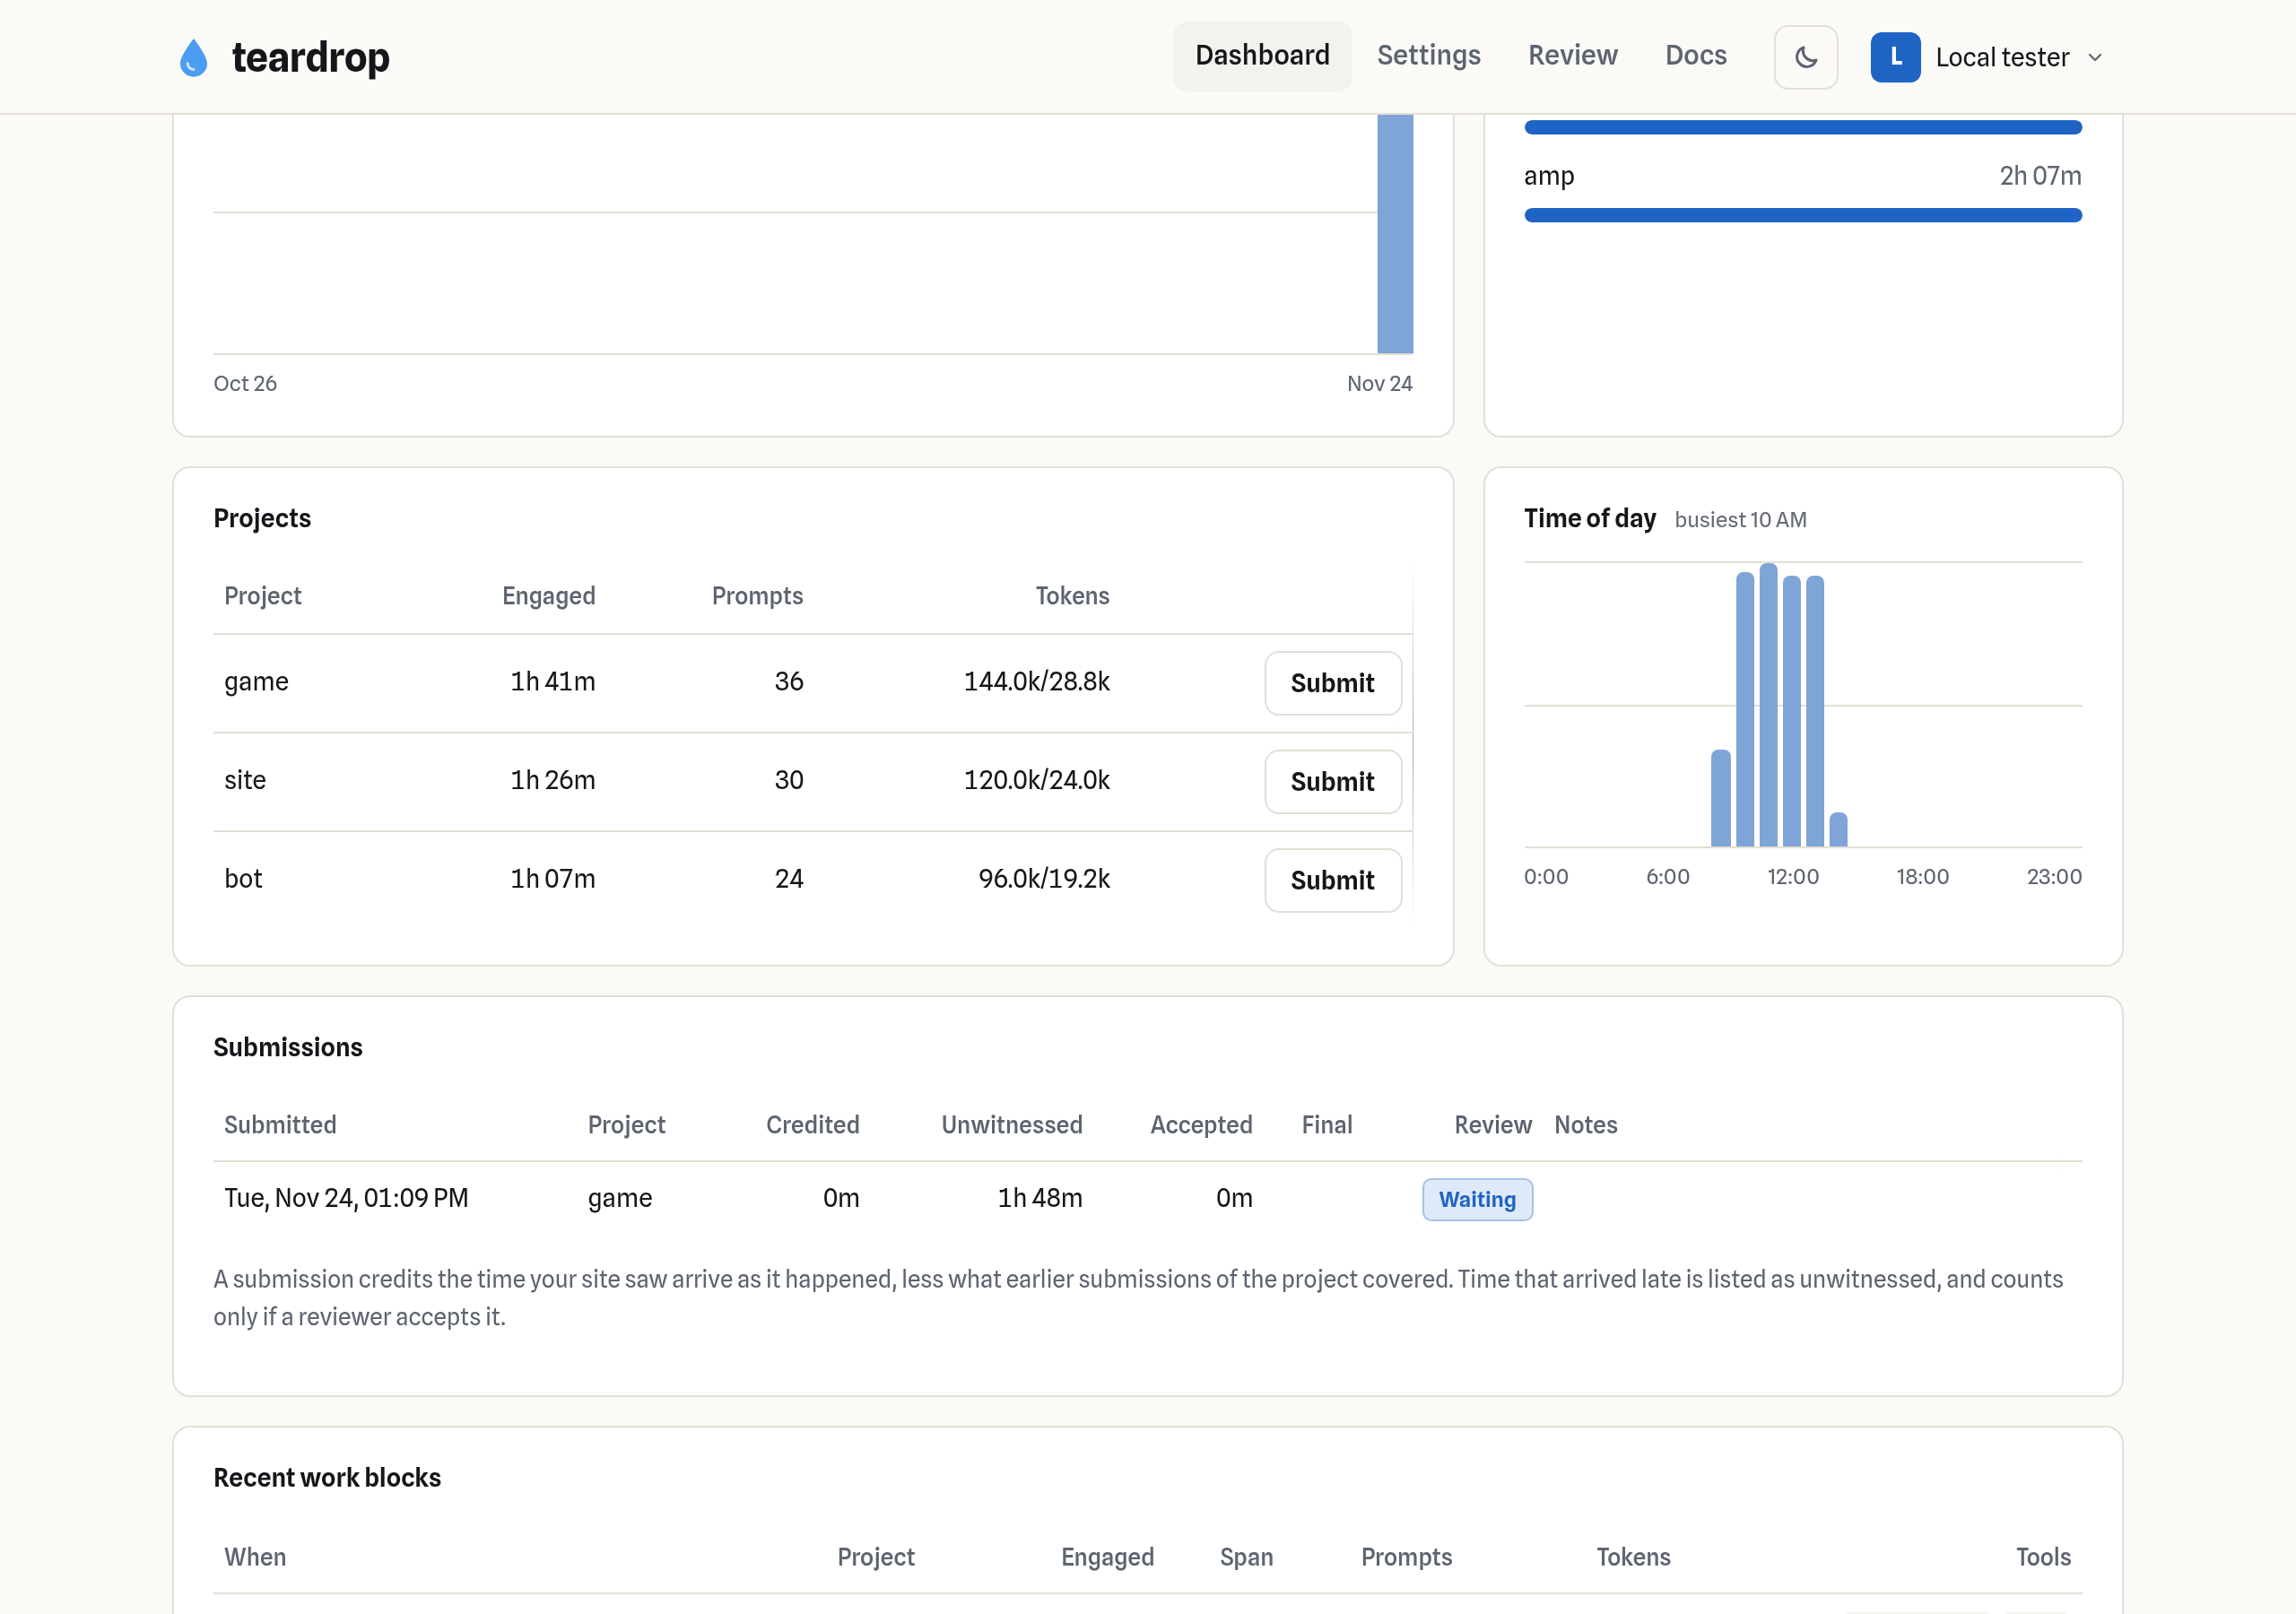 teardrop
Dashboard Settings Review Docs L Local tester
amp 2h 07m
Oct 26 Nov 24
Projects
Project Engaged Prompts Tokens
game 1h 41m 36 144.0k/28.8k Submit
site 1h 26m 30 120.0k/24.0k Submit
bot 1h 07m 24 96.0k/19.2k Submit
Time of day busiest 10 AM
0:00 6:00 12:00 18:00 23:00
Submissions
Submitted Project Credited Unwitnessed Accepted Final Review Notes
Tue, Nov 24, 01:09 PM game 0m 1h 48m 0m Waiting
A submission credits the time your site saw arrive as it happened, less what earlier submissions of the project covered. Time that arrived late is listed as unwitnessed, and counts
only if a reviewer accepts it.
Recent work blocks
When Project Engaged Span Prompts Tokens Tools